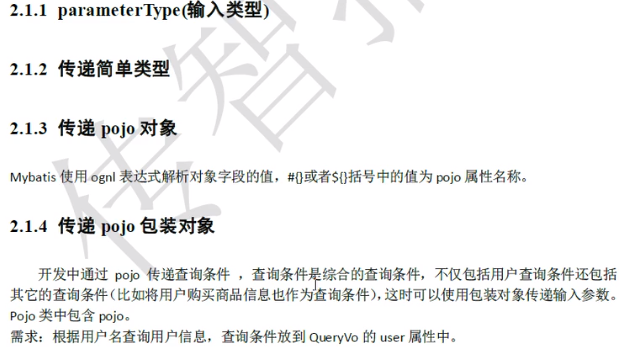 2.1.1 parameterType(输入类型)
2.1.2 传递简单类型
2.1.3 传递 pojo 对象
Mybatis 使用 ognl 表达式解析对象字段的值，#{}或者${}括号中的值为 pojo 属性名称。
2.1.4 传递 pojo 包装对象
开发中通过 pojo 传递查询条件 ，查询条件是综合的查询条件，不仅包括用户查询条件还包括
其它的查询条件（比如将用户购买商品信息也作为查询条件），这时可以使用包装对象传递输入参数。
Pojo 类中包含 pojo。
需求：根据用户名查询用户信息，查询条件放到 QueryVo 的 user 属性中。
传智